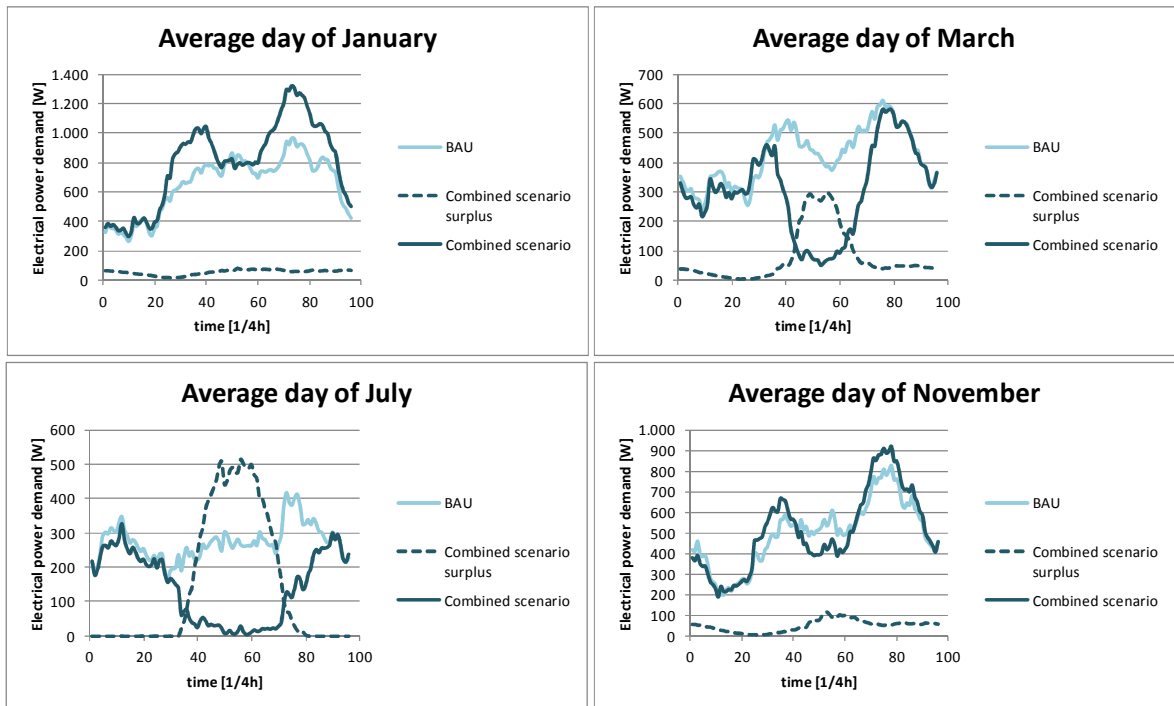 Average day of January
Electrical power demand [W]
1.400
1.200
1.000
800
600
400
200
0
0 20 40 60 80 100
time [1/4h]
BAU
Combined scenario
surplus
Combined scenario
Average day of March
Electrical power demand [W]
700
600
500
400
300
200
100
0
0 20 40 60 80 100
time [1/4h]
BAU
Combined scenario
surplus
Combined scenario
Average day of July
Electrical power demand [W]
600
500
400
300
200
100
0
0 20 40 60 80 100
time [1/4h]
BAU
Combined scenario
surplus
Combined scenario
Average day of November
Electrical power demand [W]
1.000
900
800
700
600
500
400
300
200
100
0
0 20 40 60 80 100
time [1/4h]
BAU
Combined scenario
surplus
Combined scenario